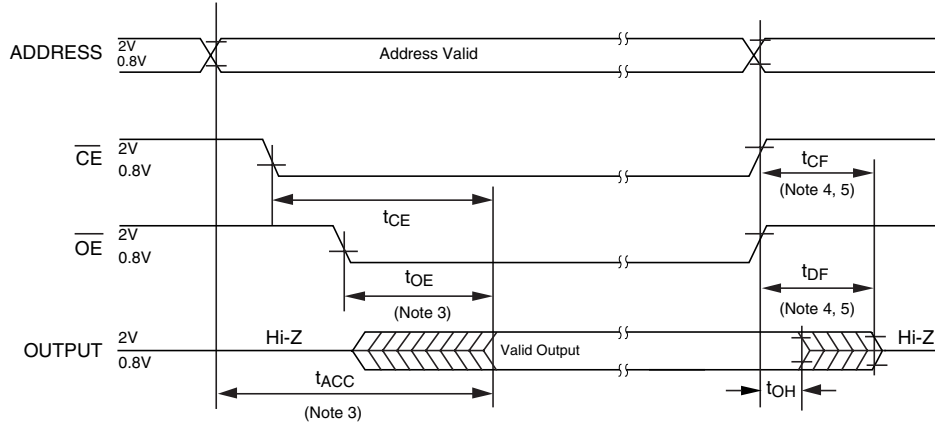 ADDRESS 2V 0.8V Address Valid
CE 2V 0.8V tCF (Note 4, 5)
tCE
OE 2V 0.8V tOE (Note 3) tDF (Note 4, 5)
OUTPUT 2V 0.8V Hi-Z Valid Output Hi-Z
tACC (Note 3) tOH